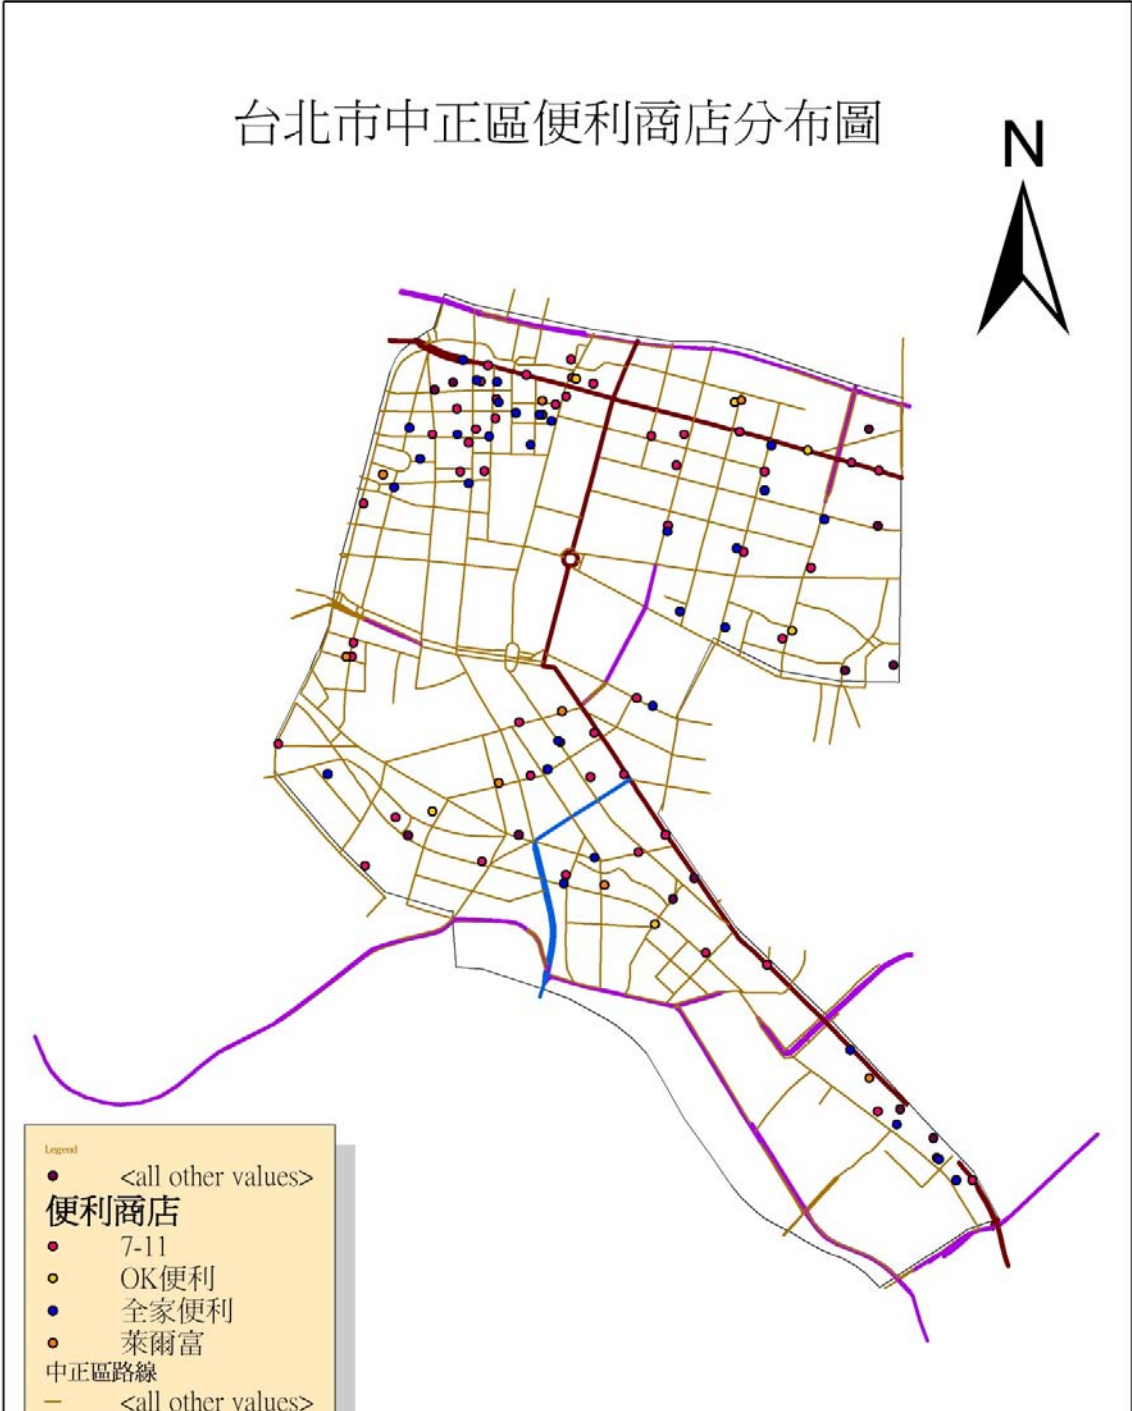 台北市中正區便利商店分布圖
N
Legend
<all other values>
便利商店
7-11
OK便利
全家便利
萊爾富
中正區路線
<all other values>